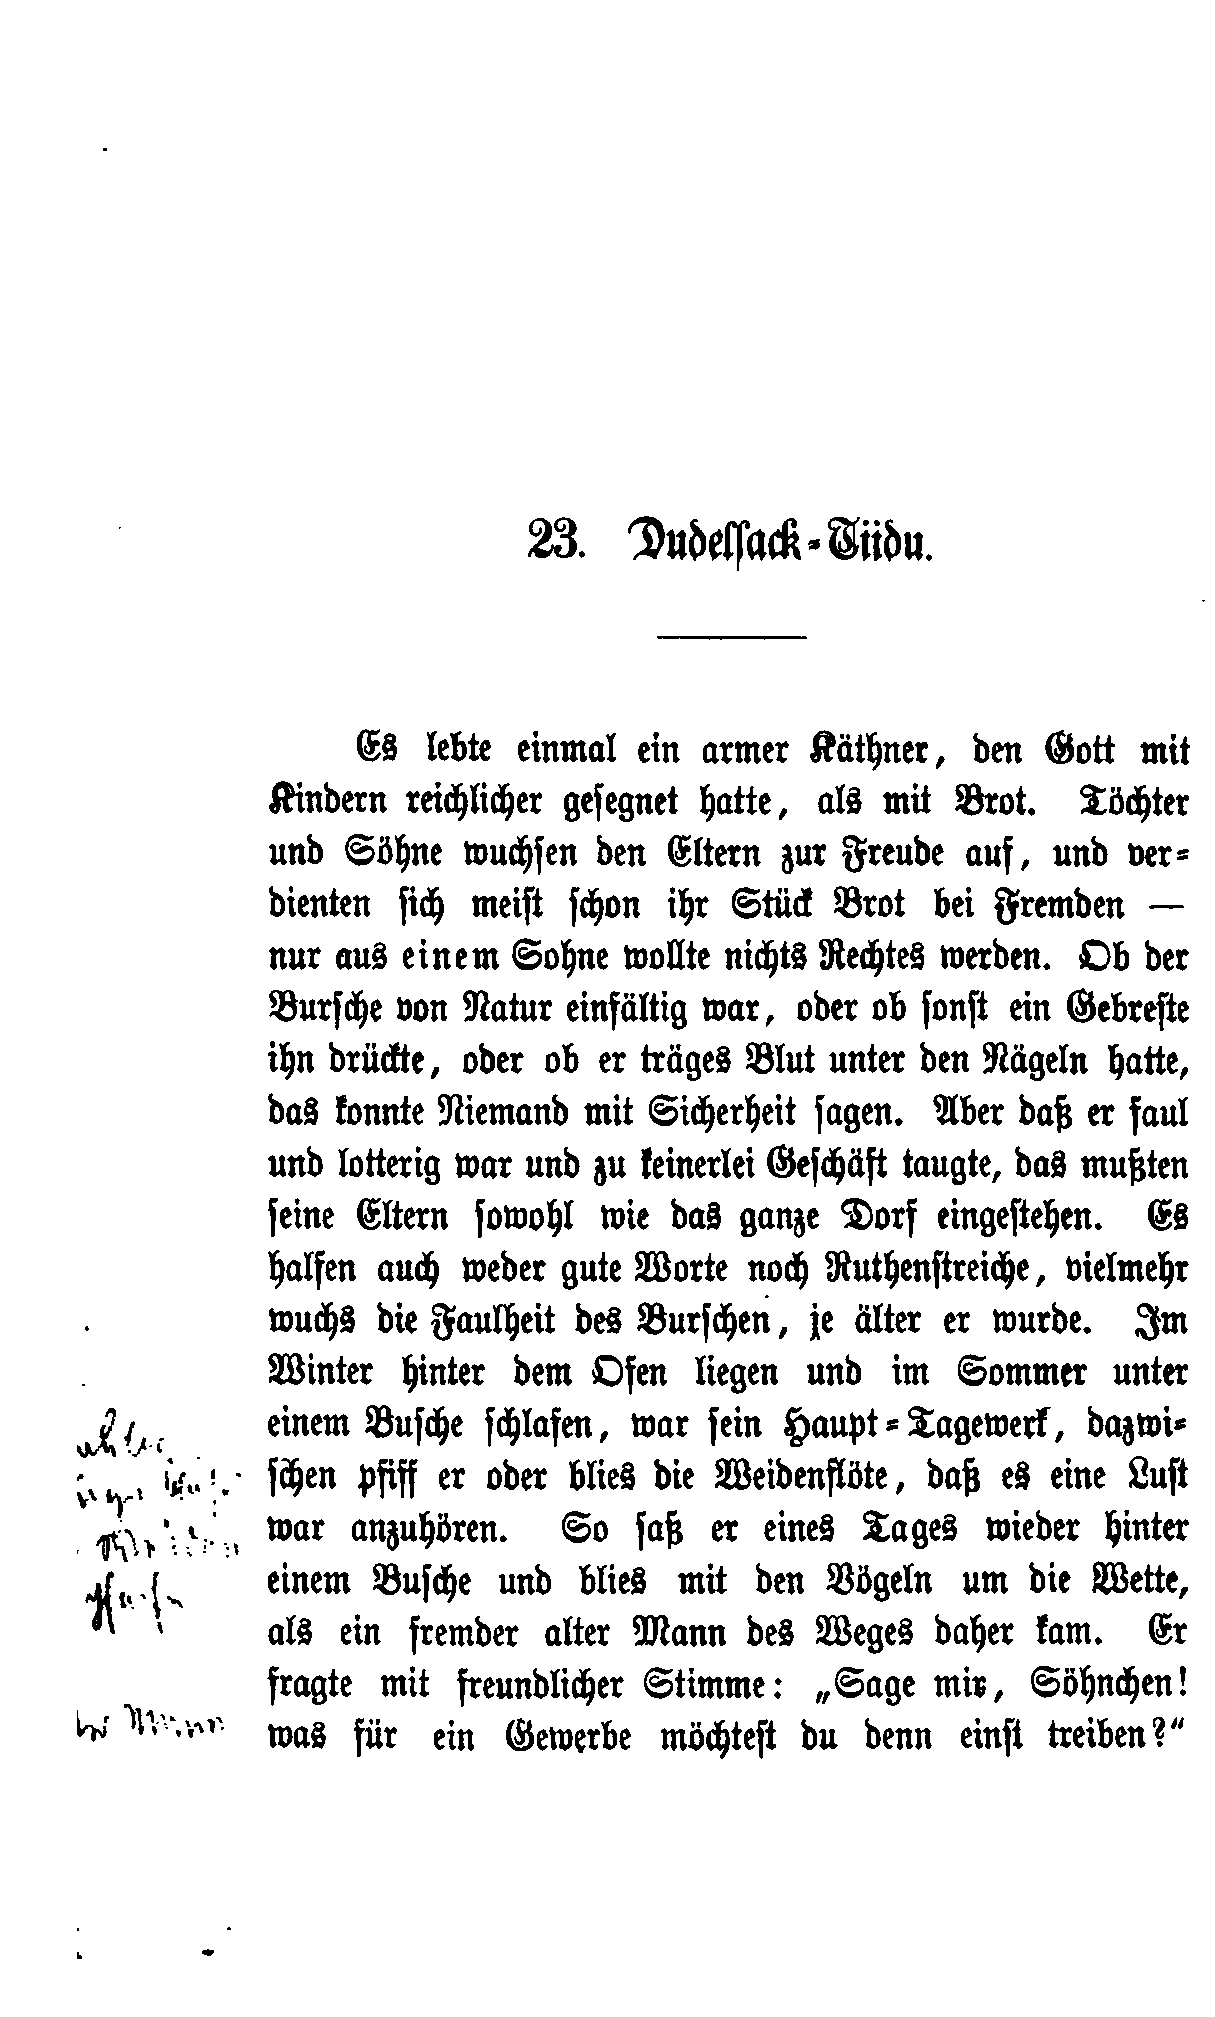 23. Dudelsack-Tiidu.
Es lebte einmal ein armer Käthner, den Gott mit
Kindern reichlicher gesegnet hatte, als mit Brot. Töchter
und Söhne wuchsen den Eltern zur Freude auf, und ver-
dienten sich meist schon ihr Stück Brot bei Fremden —
nur aus einem Sohne wollte nichts Rechtes werden. Ob der
Bursche von Natur einfältig war, oder ob sonst ein Gebreste
ihn drückte, oder ob er träges Blut unter den Nägeln hatte,
das konnte Niemand mit Sicherheit sagen. Aber daß er faul
und lotterig war und zu keinerlei Geschäft taugte, das mußten
seine Eltern sowohl wie das ganze Dorf eingestehen. Es
halfen auch weder gute Worte noch Ruthenstreiche, vielmehr
wuchs die Faulheit des Burschen, je älter er wurde. Im
Winter hinter dem Ofen liegen und im Sommer unter
einem Busche schlafen, war sein Haupt-Tagewerk, dazwi-
schen pfiff er oder blies die Weidenflöte, daß es eine Lust
war anzuhören. So saß er eines Tages wieder hinter
einem Busche und blies mit den Vögeln um die Wette,
als ein fremder alter Mann des Weges daher kam. Er
fragte mit freundlicher Stimme: „Sage mir, Söhnchen!
was für ein Gewerbe möchtest du denn einst treiben?“